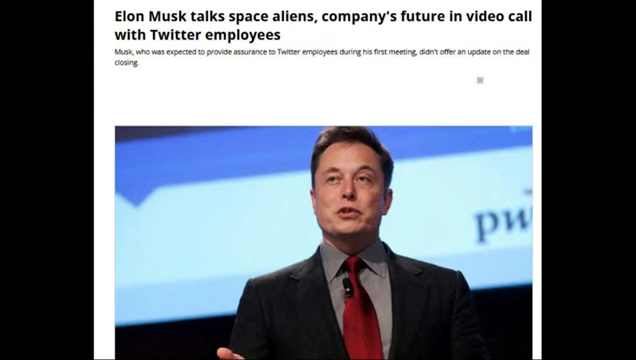 Elon Musk talks space aliens, company's future in video call
with Twitter employees
Musk, who was expected to provide assurance to Twitter employees during his first meeting, didn't offer an update on the deal
closing.
pw